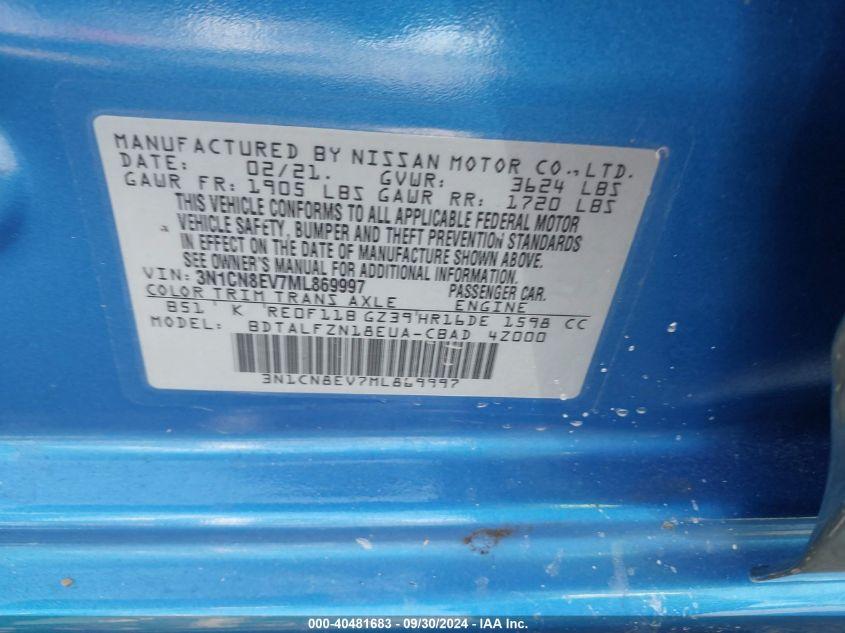 MANUFACTURED BY NISSAN MOTOR CO., LTD.
DATE: 02/21. GVWR: 3624 LBS
GAWR FR: 1905 LBS GAWR RR: 1720 LBS
THIS VEHICLE CONFORMS TO ALL APPLICABLE FEDERAL MOTOR
VEHICLE SAFETY, BUMPER AND THEFT PREVENTION STANDARDS
IN EFFECT ON THE DATE OF MANUFACTURE SHOWN ABOVE.
SEE OWNER'S MANUAL FOR ADDITIONAL INFORMATION.
VIN: 3N1CN8EV7ML869997 PASSENGER CAR.
COLOR TRIM TRANS AXLE ENGINE
B51 K RE0F11B GZ39 HR16DE 1598 CC
MODEL: BDTALFZN18EUA-CBAD 4Z000
3N1CN8EV7ML869997
000-40481683 - 09/30/2024 - IAA Inc.